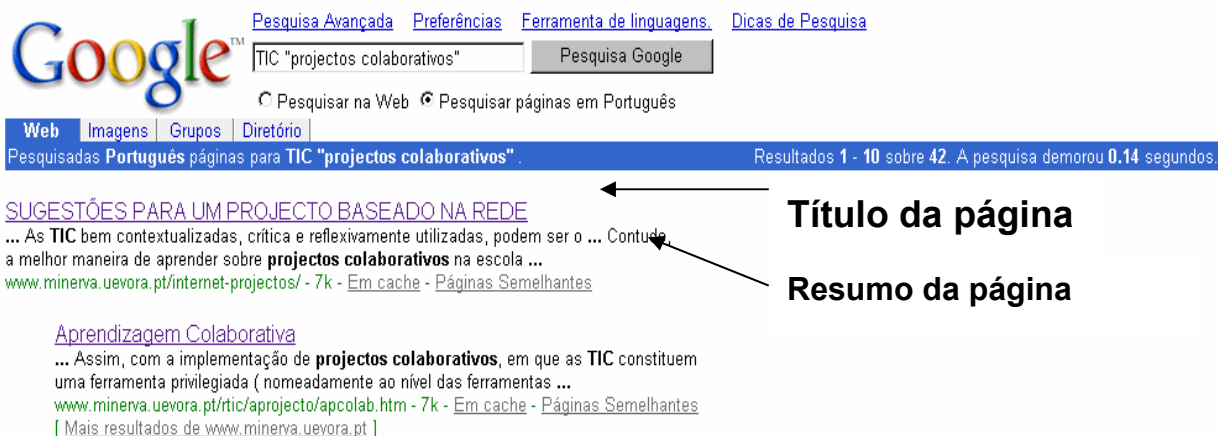 Pesquisa Avançada Preferências Ferramenta de linguagens. Dicas de Pesquisa
Google™
TIC "projectos colaborativos" Pesquisa Google
Pesquisar na Web Pesquisar páginas em Português
Web Imagens Grupos Diretório
Pesquisadas Português páginas para TIC "projectos colaborativos" . Resultados 1 - 10 sobre 42. A pesquisa demorou 0.14 segundos.
Título da página
SUGESTÕES PARA UM PROJECTO BASEADO NA REDE
... As TIC bem contextualizadas, crítica e reflexivamente utilizadas, podem ser o ... Contudo,
a melhor maneira de aprender sobre projectos colaborativos na escola ...
www.minerva.uevora.pt/internet-projectos/ - 7k - Em cache - Páginas Semelhantes
Resumo da página
Aprendizagem Colaborativa
... Assim, com a implementação de projectos colaborativos, em que as TIC constituem
uma ferramenta privilegiada ( nomeadamente ao nível das ferramentas ...
www.minerva.uevora.pt/rtic/aprojecto/apcolab.htm - 7k - Em cache - Páginas Semelhantes
[ Mais resultados de www.minerva.uevora.pt ]